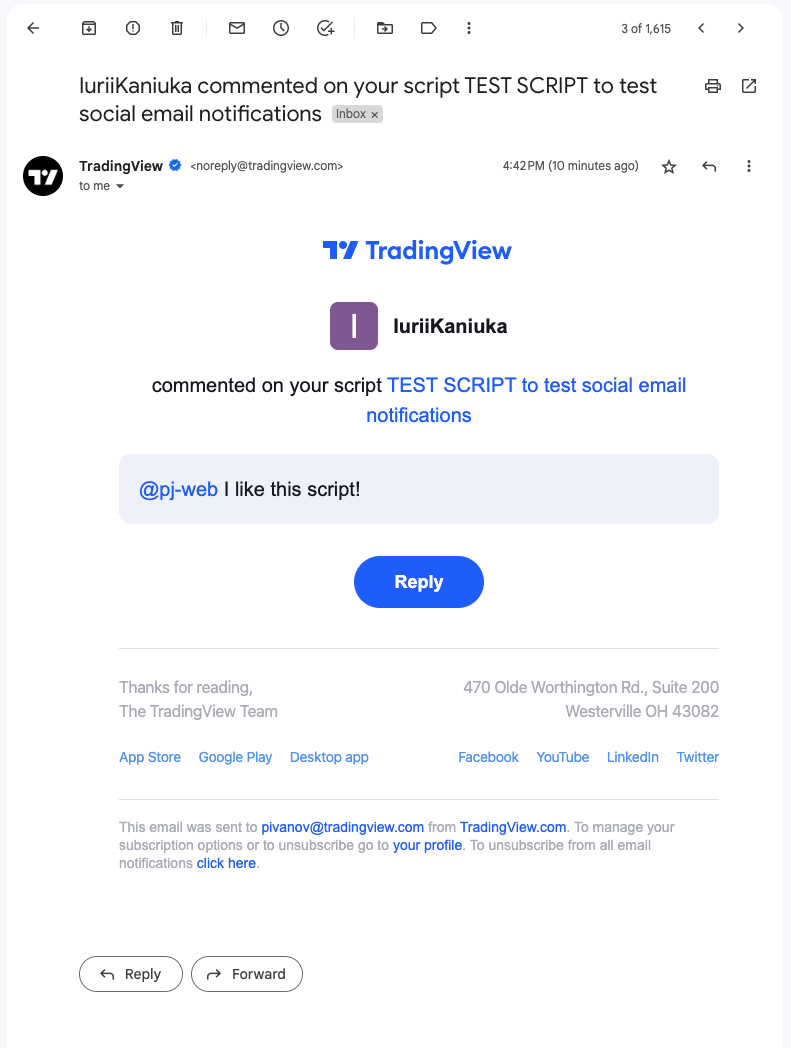 3 of 1,615
IuriiKaniuka commented on your script TEST SCRIPT to test
social email notifications Inbox ×
TradingView <noreply@tradingview.com> 4:42 PM (10 minutes ago)
to me
TradingView
I IuriiKaniuka
commented on your script TEST SCRIPT to test social email
notifications
@pj-web I like this script!
Reply
Thanks for reading, 470 Olde Worthington Rd., Suite 200
The TradingView Team Westerville OH 43082
App Store Google Play Desktop app Facebook YouTube LinkedIn Twitter
This email was sent to pivanov@tradingview.com from TradingView.com. To manage your
subscription options or to unsubscribe go to your profile. To unsubscribe from all email
notifications click here.
Reply Forward